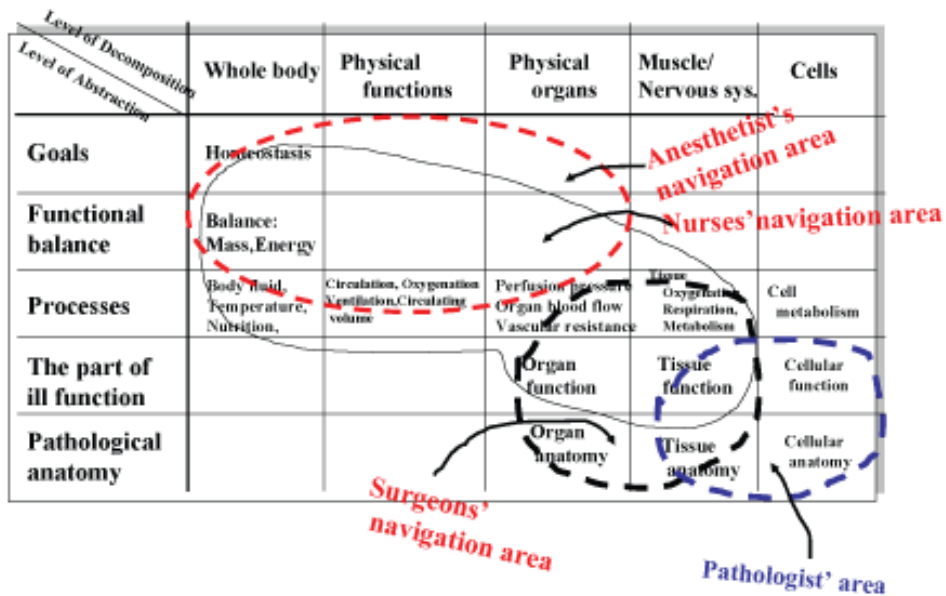 Level of Decomposition
Level of Abstraction
Whole body
Physical
functions
Physical
organs
Muscle/
Nervous sys.
Cells
Goals
Homeostasis
Anesthetist's
navigation area
Functional
balance
Balance:
Mass,Energy
Nurses' navigation area
Processes
Body fluid,
Temperature,
Nutrition,
Circulation, Oxygenation
Ventilation,Circulating
volume
Perfusion pressure
Organ blood flow
Vascular resistance
Tissue
Oxygenation,
Respiration,
Metabolism
Cell
metabolism
The part of
ill function
Organ
function
Tissue
function
Cellular
function
Pathological
anatomy
Organ
anatomy
Tissue
anatomy
Cellular
anatomy
Surgeons'
navigation area
Pathologist' area